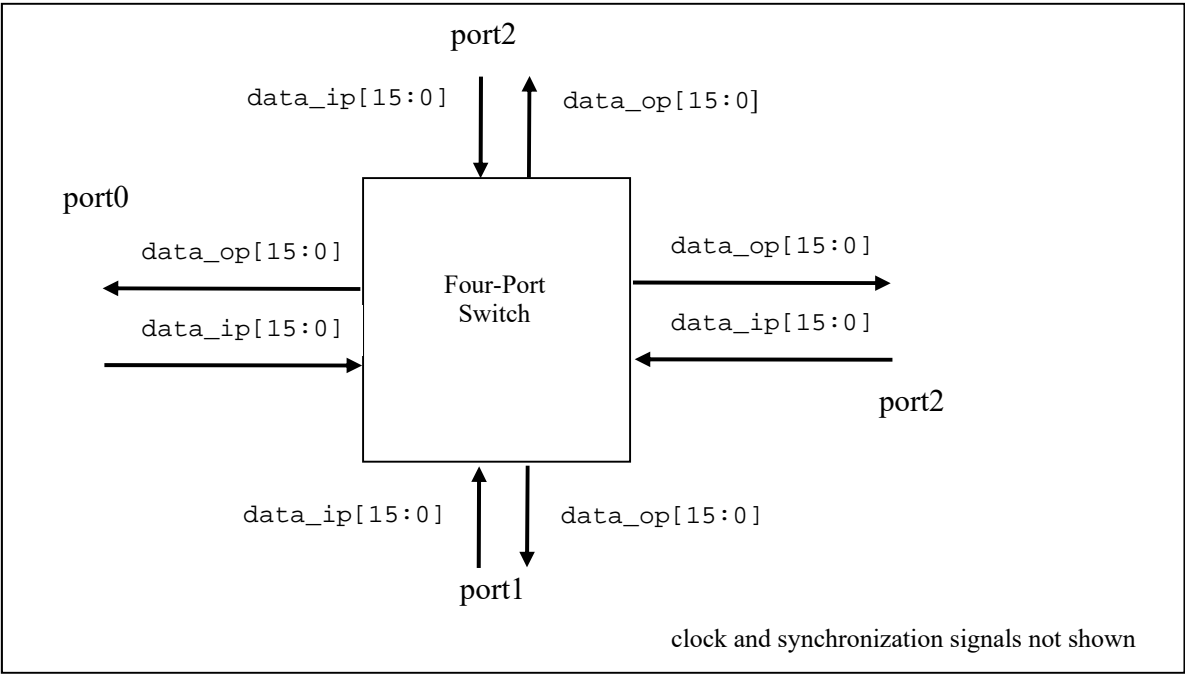 port2
data_ip[15:0]
data_op[15:0]
port0
data_op[15:0]
data_op[15:0]
Four-Port
Switch
data_ip[15:0]
data_ip[15:0]
port2
data_ip[15:0]
data_op[15:0]
port1
clock and synchronization signals not shown